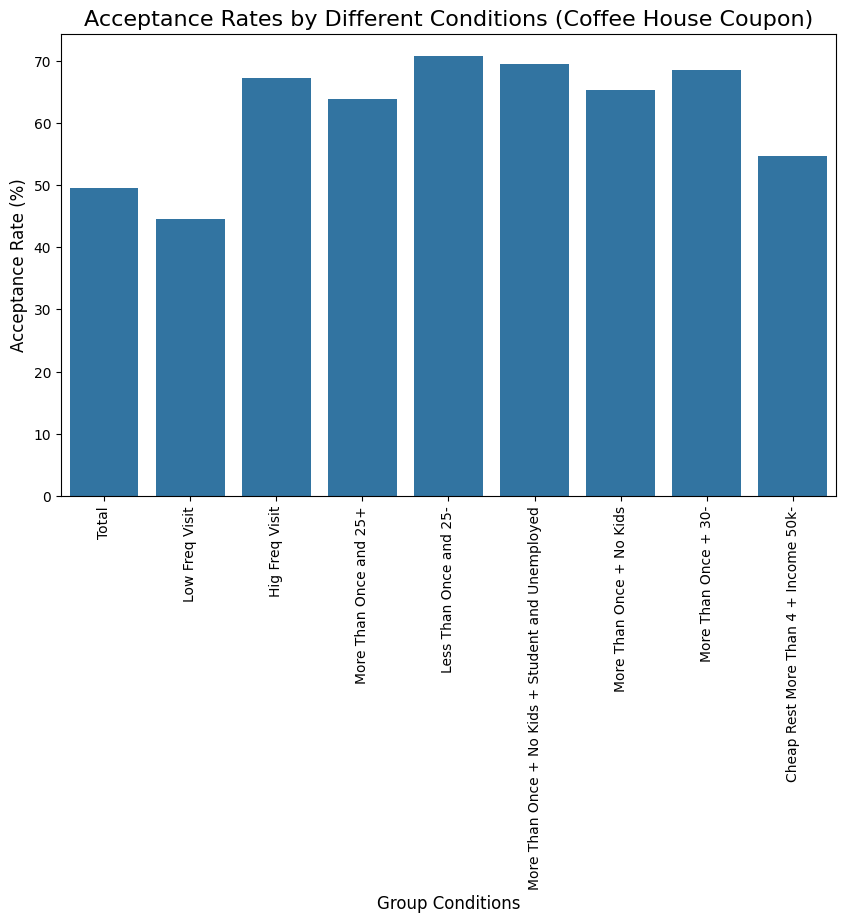 Acceptance Rates by Different Conditions (Coffee House Coupon)
Acceptance Rate (%)
70
60
50
40
30
20
10
0
Total
Low Freq Visit
Hig Freq Visit
More Than Once and 25+
Less Than Once and 25-
More Than Once + No Kids + Student and Unemployed
More Than Once + No Kids
More Than Once + 30-
Cheap Rest More Than 4 + Income 50k-
Group Conditions